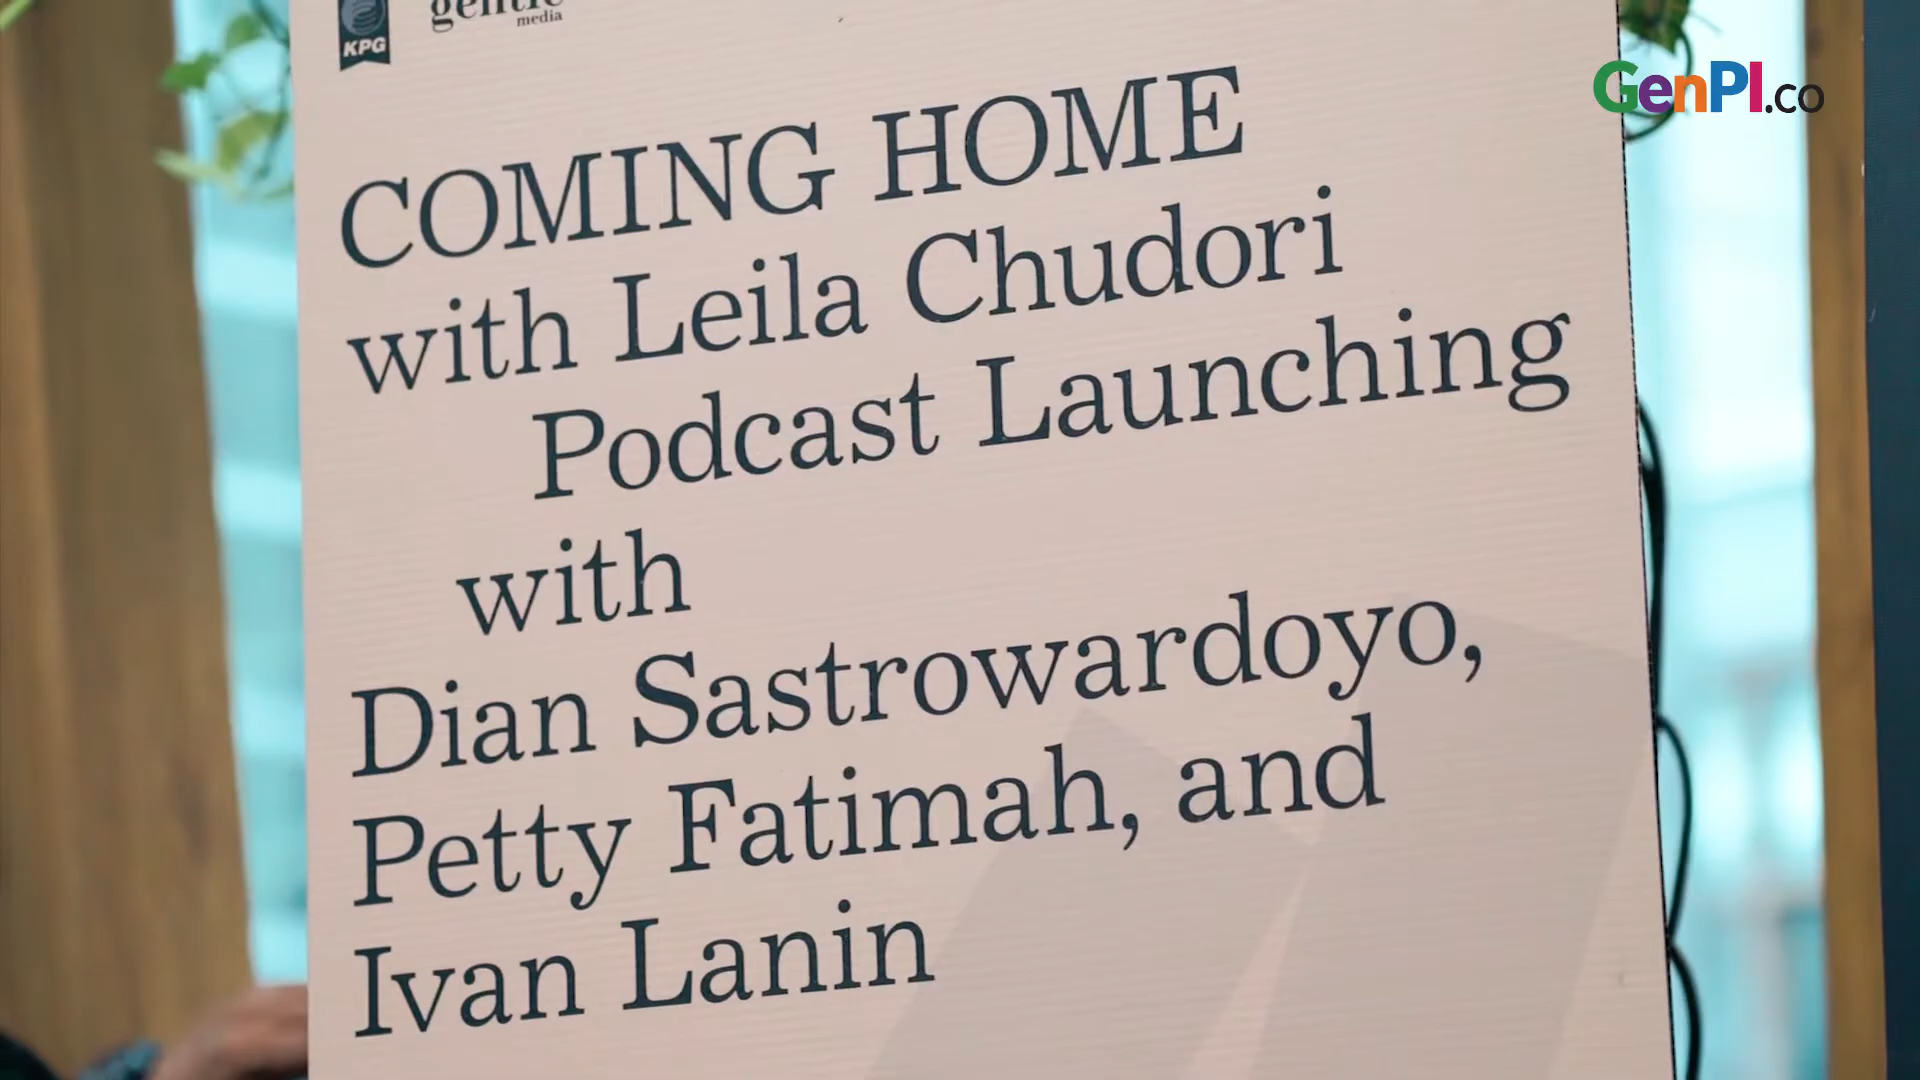 KPG
media
GenPI.co
COMING HOME
with Leila Chudori
Podcast Launching
with
Dian Sastrowardoyo,
Petty Fatimah, and
Ivan Lanin